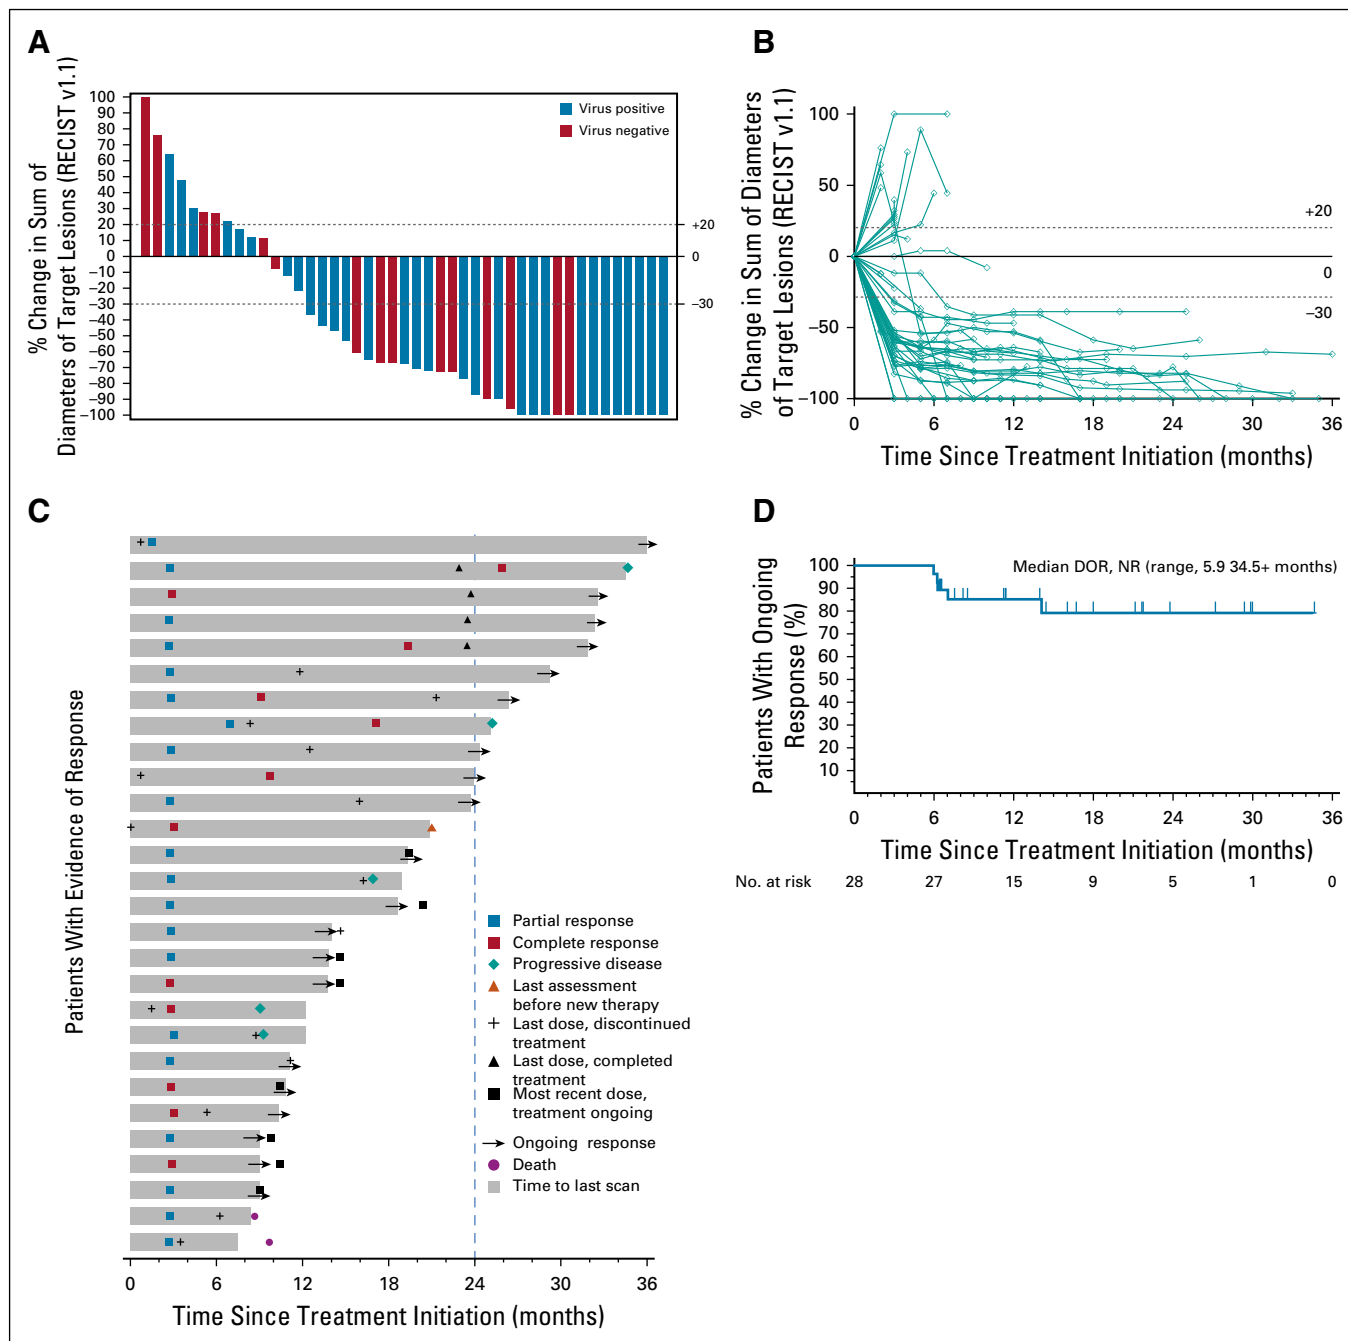 A
% Change in Sum of
Diameters of Target Lesions (RECIST v1.1)
100
90
80
70
60
50
40
30
20
10
0
−10
−20
−30
−40
−50
−60
−70
−80
−90
−100
Virus positive
Virus negative
+20
0
−30
B
% Change in Sum of Diameters
of Target Lesions (RECIST v1.1)
100
50
0
−50
−100
+20
0
−30
0
6
12
18
24
30
36
Time Since Treatment Initiation (months)
C
Patients With Evidence of Response
Partial response
Complete response
Progressive disease
Last assessment
before new therapy
Last dose, discontinued
treatment
Last dose, completed
treatment
Most recent dose,
treatment ongoing
Ongoing response
Death
Time to last scan
0
6
12
18
24
30
36
Time Since Treatment Initiation (months)
D
Patients With Ongoing
Response (%)
100
90
80
70
60
50
40
30
20
10
Median DOR, NR (range, 5.9 34.5+ months)
0
6
12
18
24
30
36
Time Since Treatment Initiation (months)
No. at risk 28 27 15 9 5 1 0